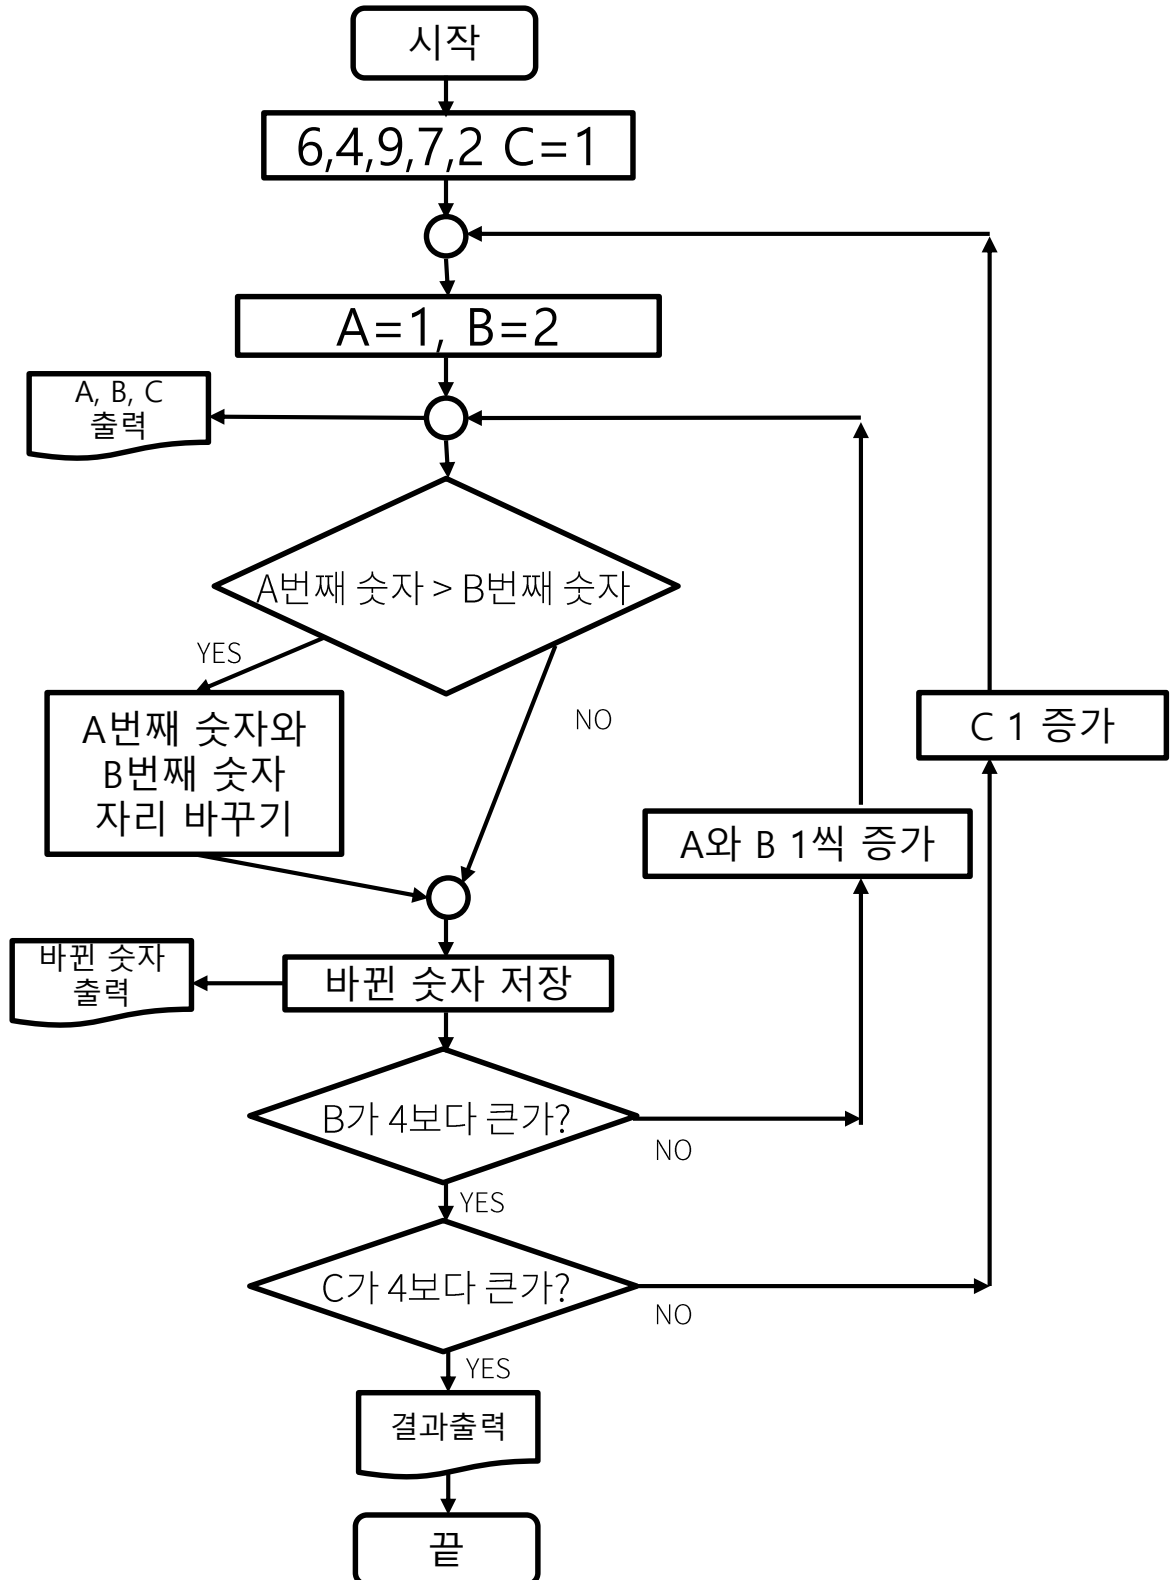 시작
6,4,9,7,2 C=1
A=1, B=2
A, B, C
출력
A번째 숫자 > B번째 숫자
YES
NO
A번째 숫자와
B번째 숫자
자리 바꾸기
C 1 증가
A와 B 1씩 증가
바뀐 숫자
출력
바뀐 숫자 저장
B가 4보다 큰가?
NO
YES
C가 4보다 큰가?
NO
YES
결과출력
끝